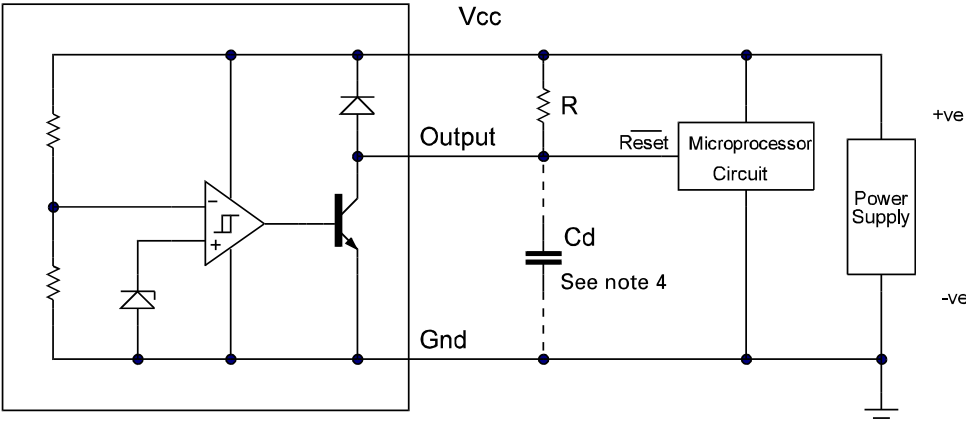 Vcc
R
+ve
Output
Reset
Microprocessor
Circuit
Power
Supply
−
+
Cd
See note 4
-ve
Gnd